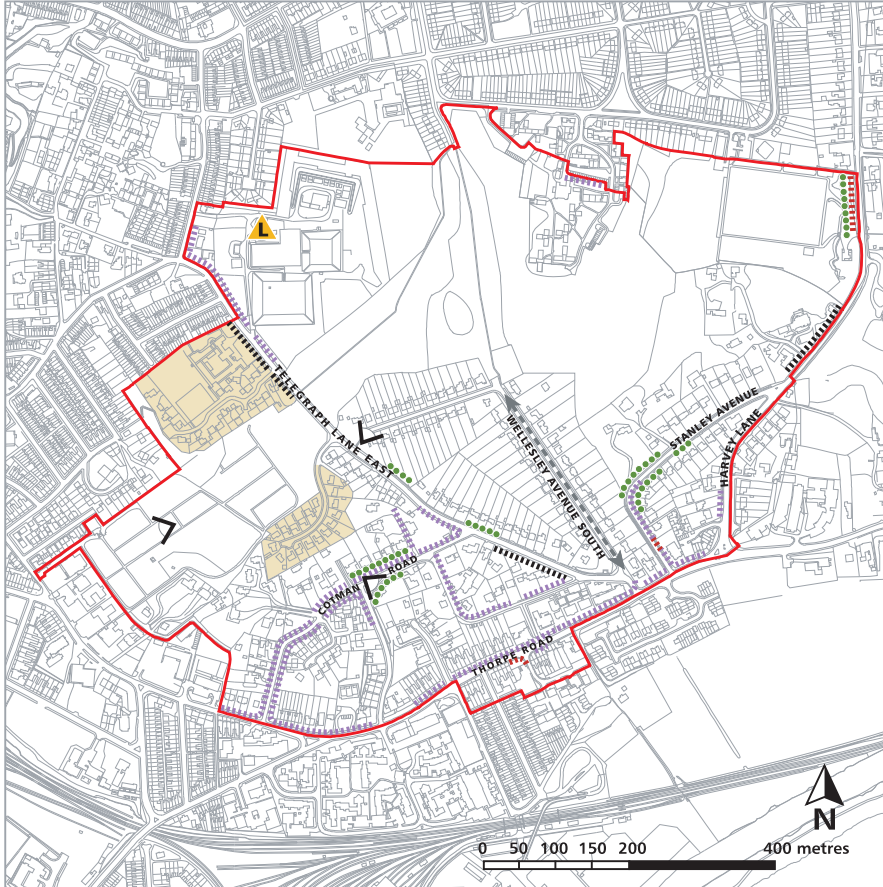 L
TELEGRAPH LANE EAST
WELLESLEY AVENUE SOUTH
STANLEY AVENUE
HARVEY LANE
COTMAN ROAD
THORPE ROAD
N
0 50 100 150 200 400 metres